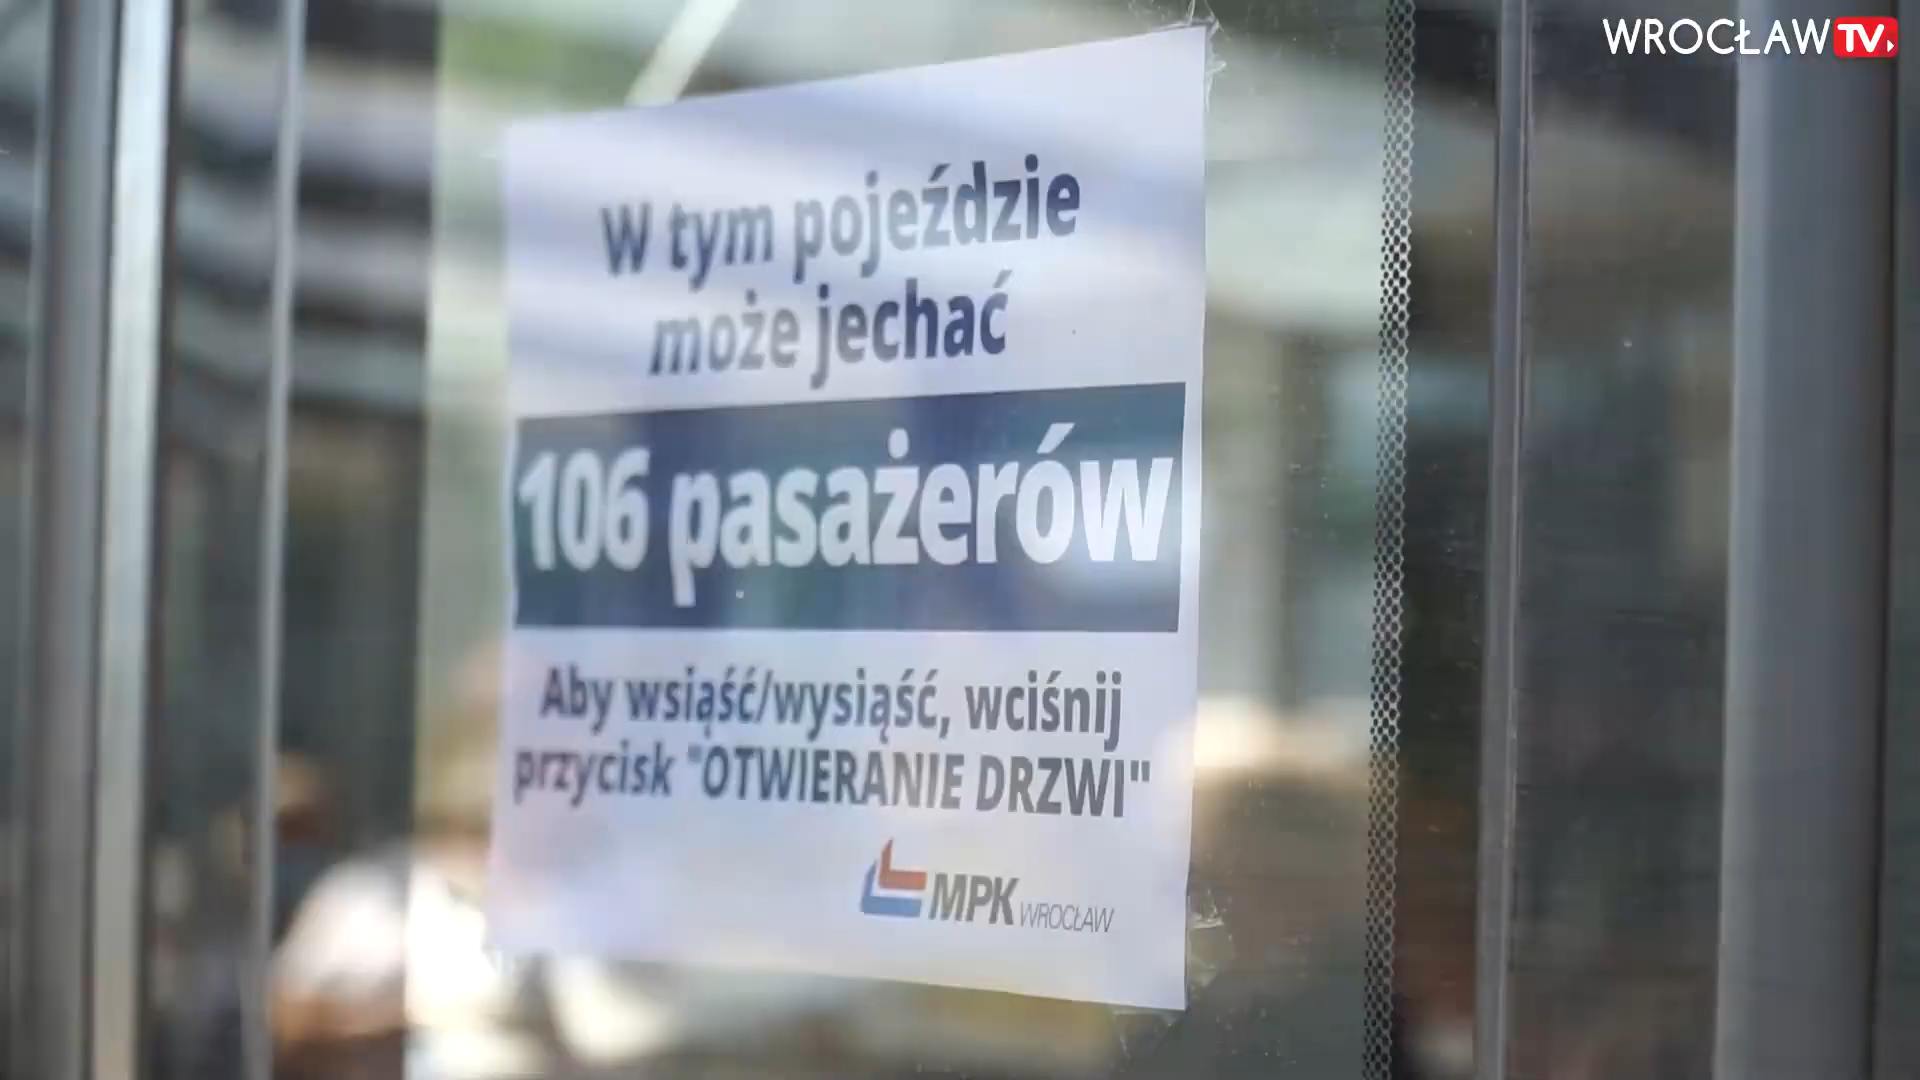 WROCŁAW TV
W tym pojeździe
może jechać
106 pasażerów
Aby wsiąść/wysiąść, wciśnij
przycisk "OTWIERANIE DRZWI"
MPK WROCŁAW